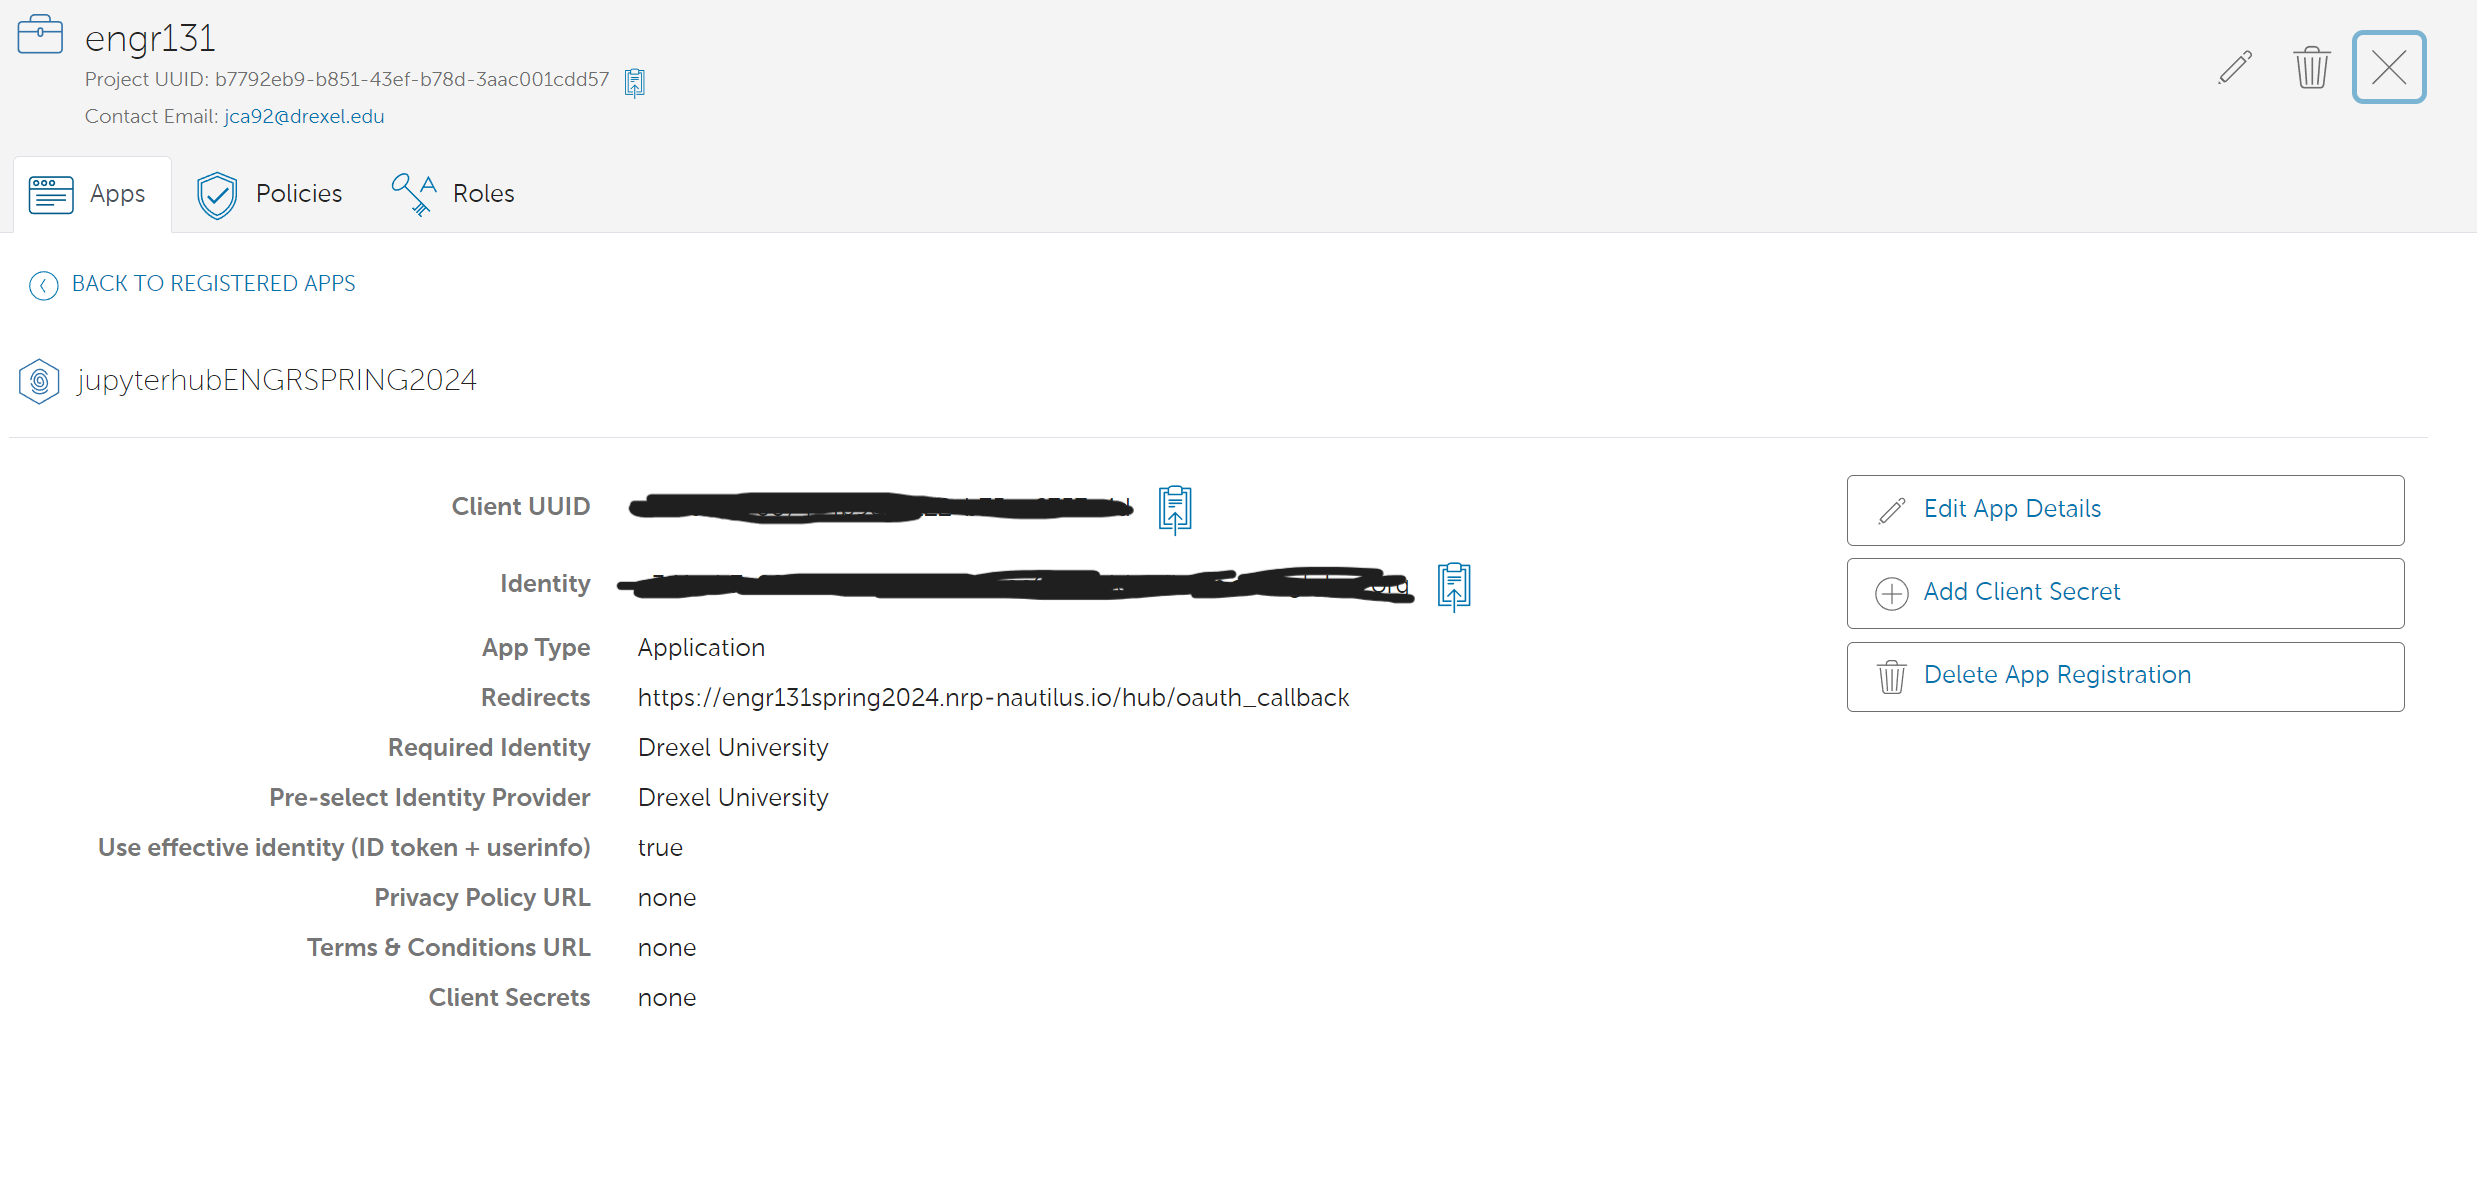 engr131
Project UUID: b7792eb9-b851-43ef-b78d-3aac001cdd57
Contact Email: jca92@drexel.edu
Apps
Policies
Roles
BACK TO REGISTERED APPS
jupyterhubENGRSPRING2024
Client UUID
Identity
App Type Application
Redirects https://engr131spring2024.nrp-nautilus.io/hub/oauth_callback
Required Identity Drexel University
Pre-select Identity Provider Drexel University
Use effective identity (ID token + userinfo) true
Privacy Policy URL none
Terms & Conditions URL none
Client Secrets none
Edit App Details
Add Client Secret
Delete App Registration